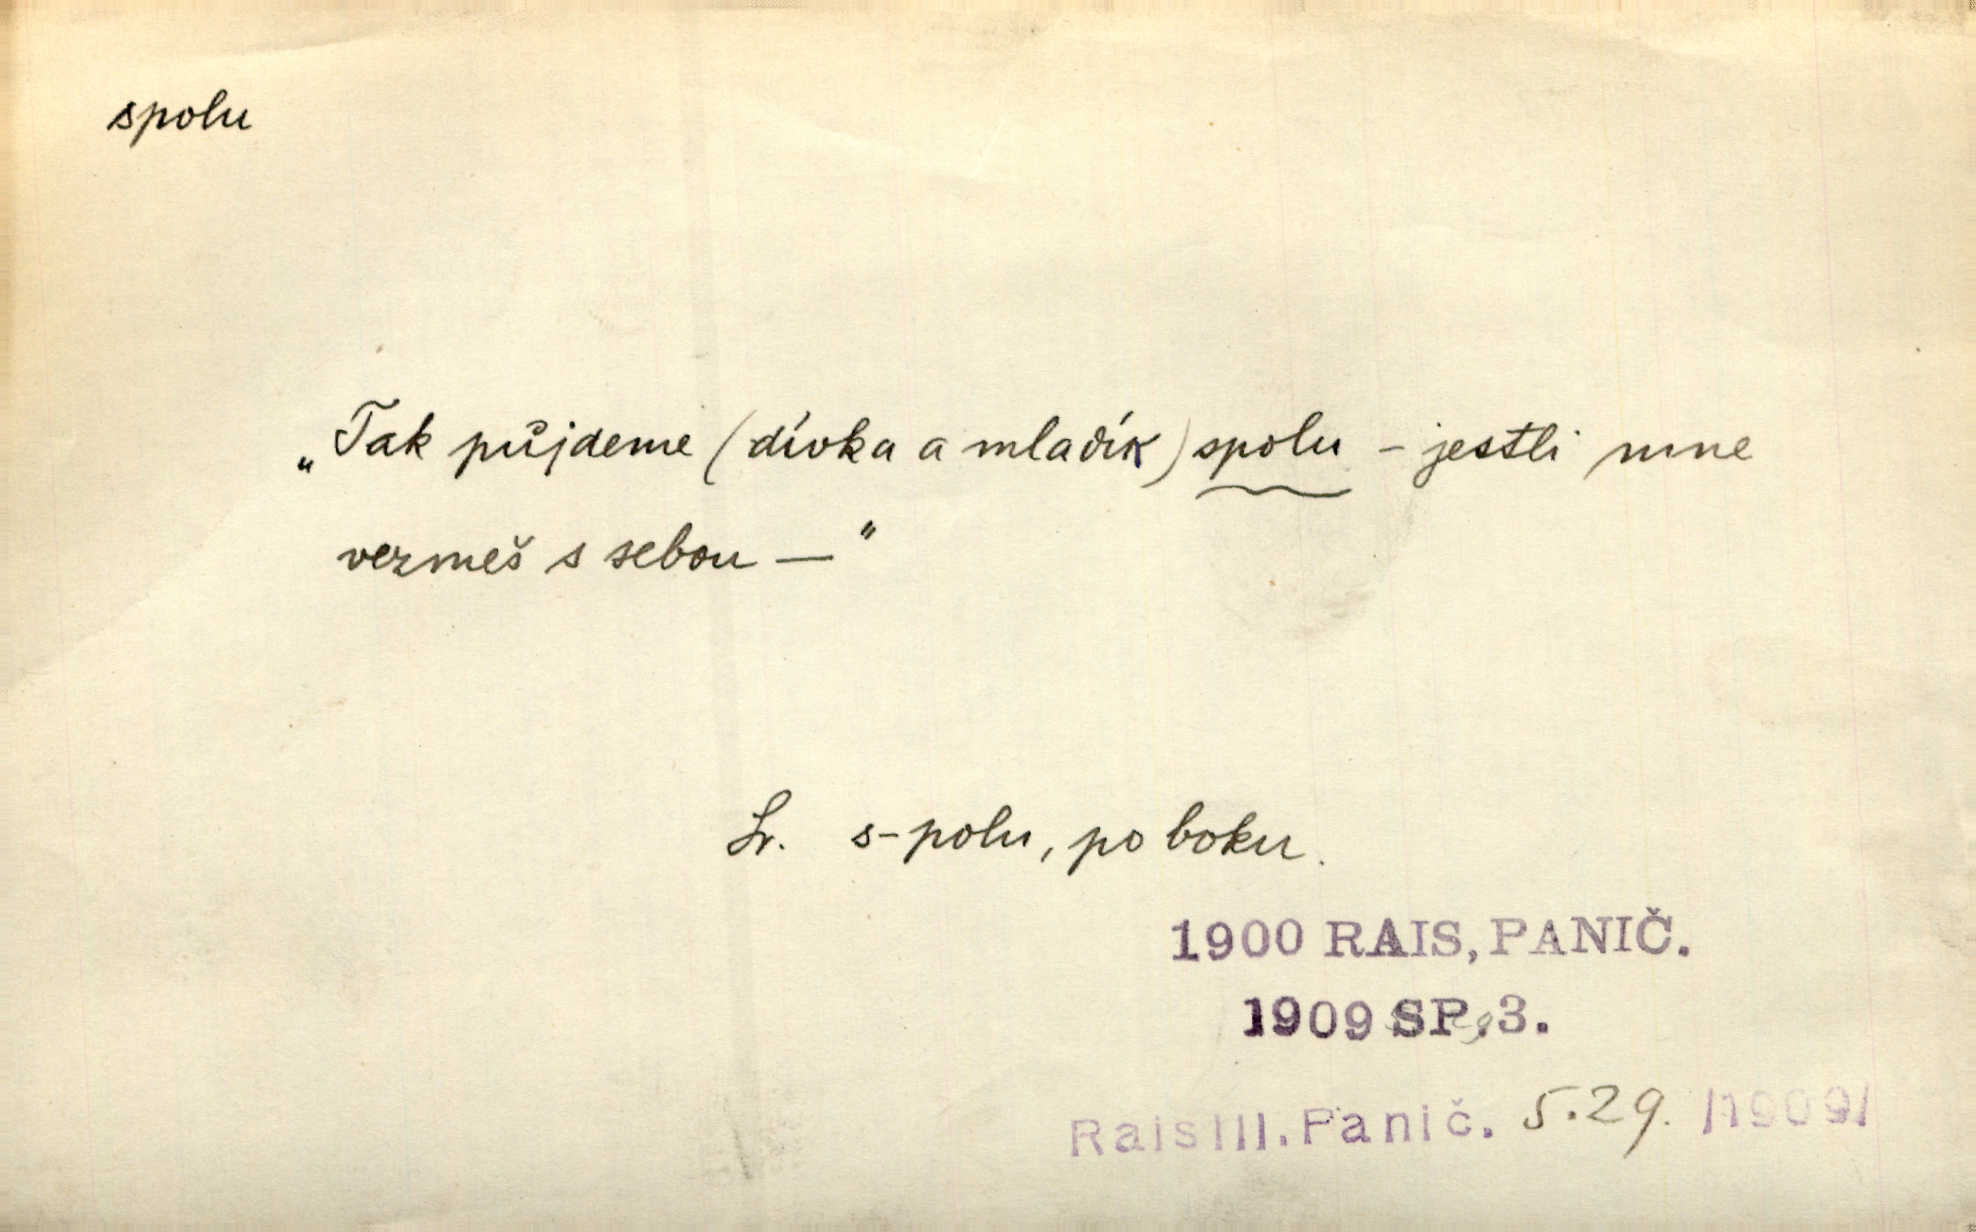 spolu
„Tak půjdeme (dívka a mladík) spolu – jestli mne
vezmeš s sebou — "
Sr. s-polu, po boku.
1900 RAIS, PANIČ.
1909 SP. 3.
Rais III. Panič. 5.29. /1909/